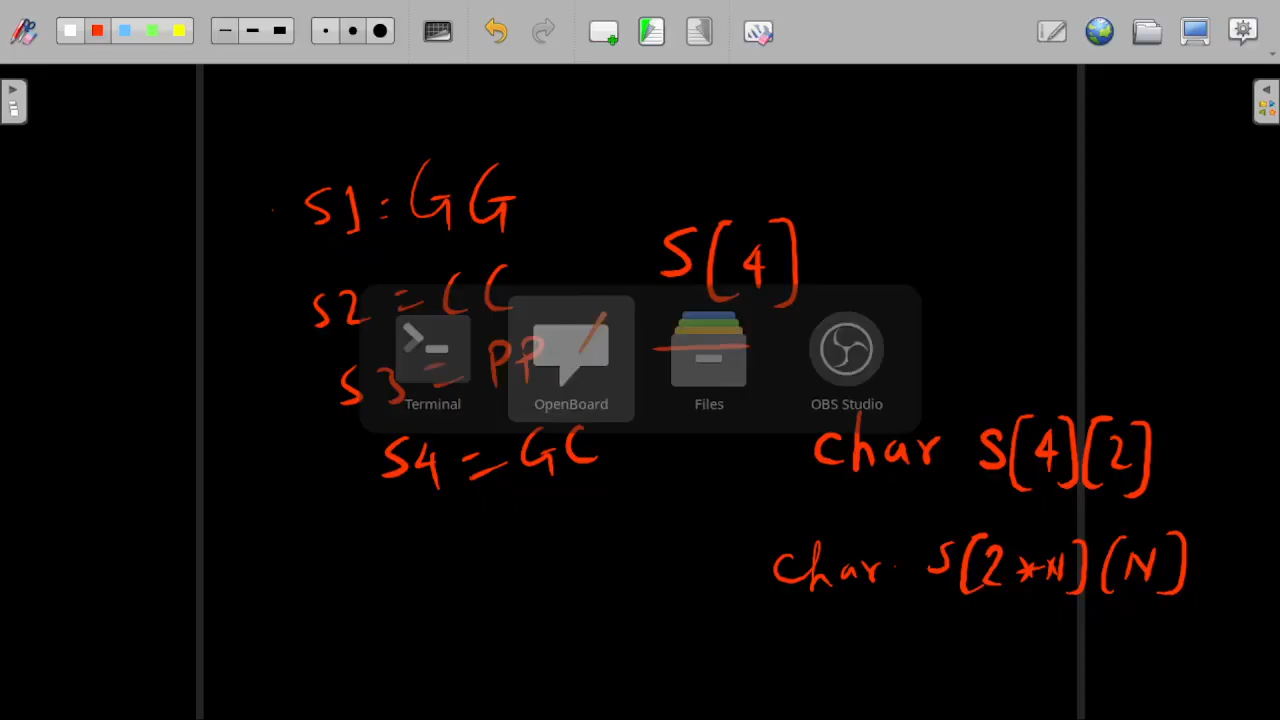 S1 = GG
S[4]
S2 = CC
S3 = PP
Terminal
OpenBoard
Files
OBS Studio
S4 = GC
char S[4][2]
char S[2*N][N]